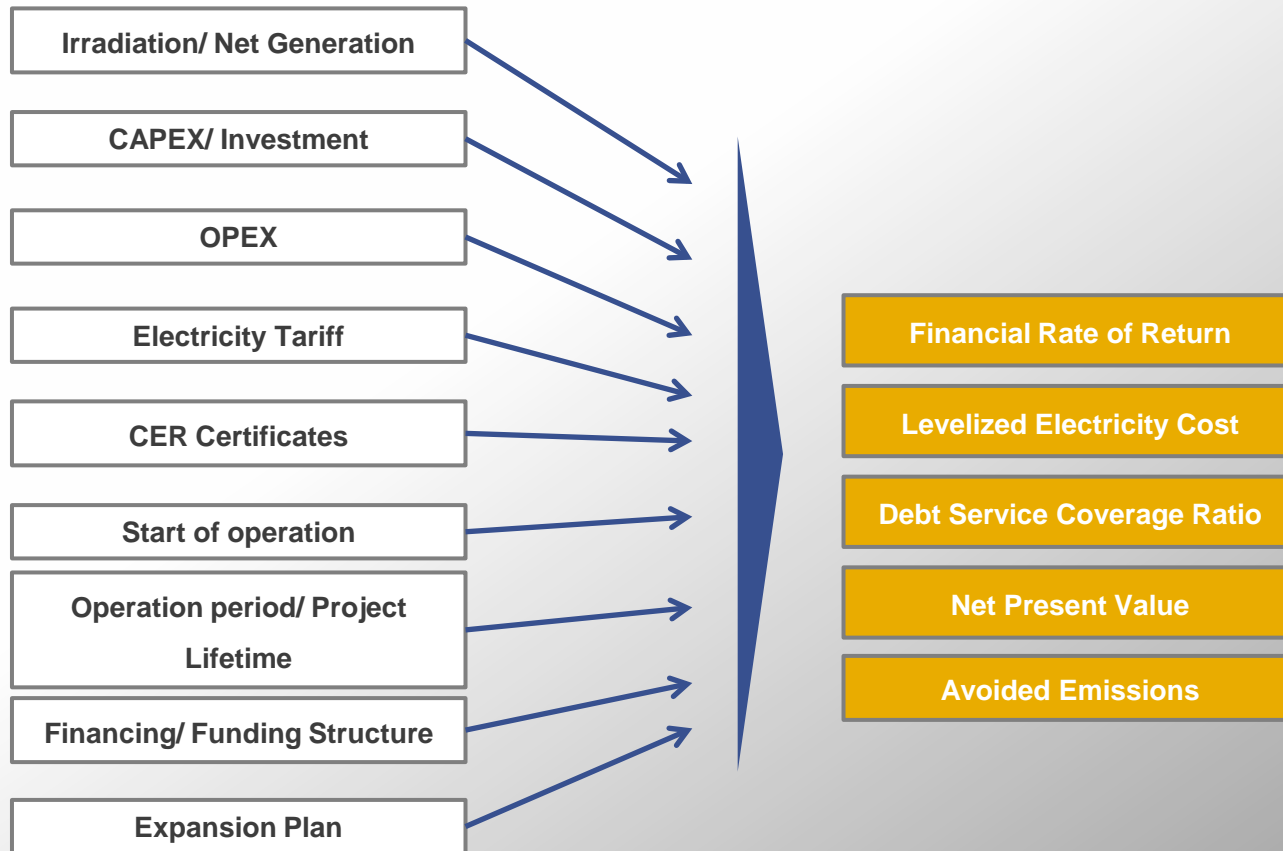 Irradiation/ Net Generation
CAPEX/ Investment
OPEX
Electricity Tariff
CER Certificates
Start of operation
Operation period/ Project
Lifetime
Financing/ Funding Structure
Expansion Plan
Financial Rate of Return
Levelized Electricity Cost
Debt Service Coverage Ratio
Net Present Value
Avoided Emissions